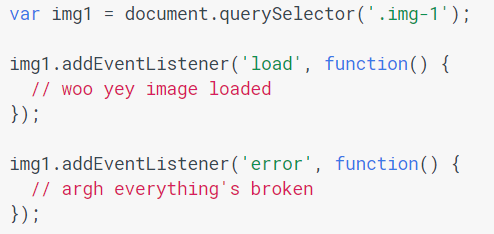 var img1 = document.querySelector('.img-1');
img1.addEventListener('load', function() {
// woo yey image loaded
});
img1.addEventListener('error', function() {
// argh everything's broken
});